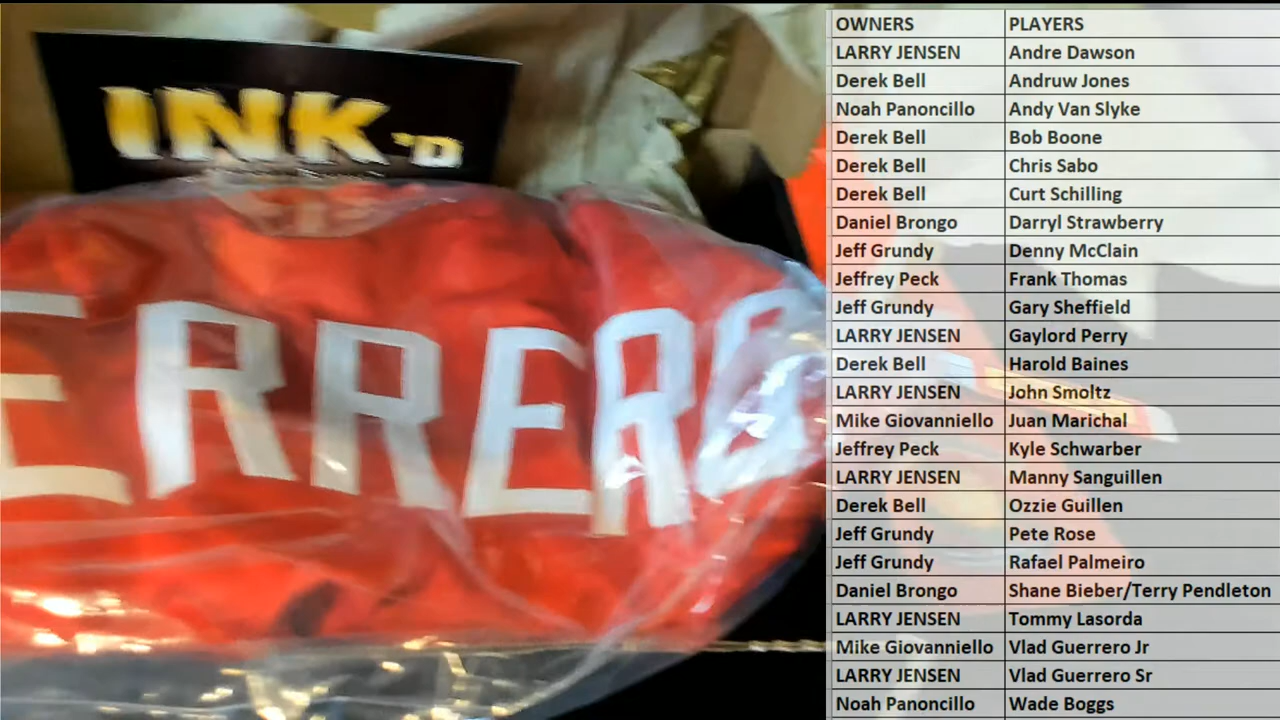 INK'D
ERRERO
OWNERS PLAYERS
LARRY JENSEN Andre Dawson
Derek Bell Andruw Jones
Noah Panoncillo Andy Van Slyke
Derek Bell Bob Boone
Derek Bell Chris Sabo
Derek Bell Curt Schilling
Daniel Brongo Darryl Strawberry
Jeff Grundy Denny McClain
Jeffrey Peck Frank Thomas
Jeff Grundy Gary Sheffield
LARRY JENSEN Gaylord Perry
Derek Bell Harold Baines
LARRY JENSEN John Smoltz
Mike Giovanniello Juan Marichal
Jeffrey Peck Kyle Schwarber
LARRY JENSEN Manny Sanguillen
Derek Bell Ozzie Guillen
Jeff Grundy Pete Rose
Jeff Grundy Rafael Palmeiro
Daniel Brongo Shane Bieber/Terry Pendleton
LARRY JENSEN Tommy Lasorda
Mike Giovanniello Vlad Guerrero Jr
LARRY JENSEN Vlad Guerrero Sr
Noah Panoncillo Wade Boggs